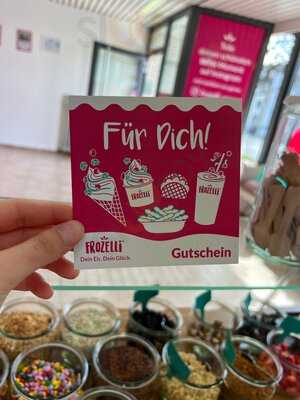 Für Dich!
FROZELLi
FROZELLi
FROZELLi
Dein Eis. Dein Glück.
Gutschein